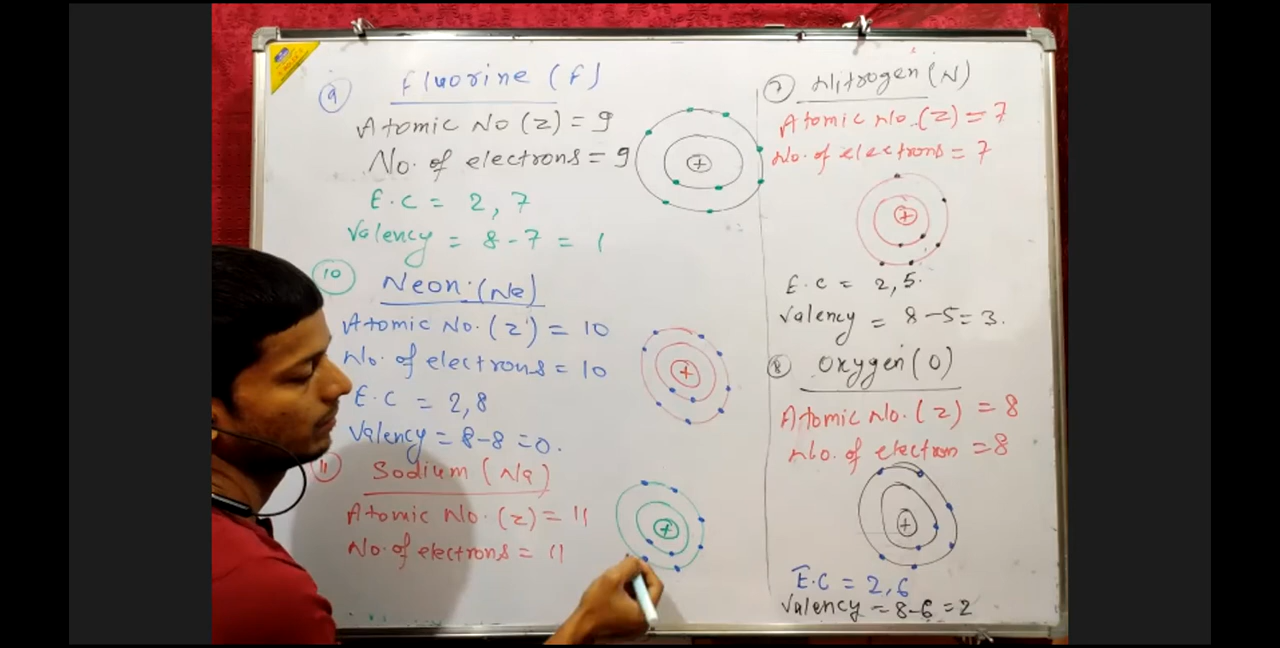 9 Fluorine (F)
Atomic No (Z) = 9
No. of electrons = 9
E.C = 2, 7
Valency = 8 - 7 = 1
10 Neon (Ne)
Atomic No. (Z) = 10
No. of electrons = 10
E.C = 2,8
Valency = 8-8 = 0.
11 Sodium (Na)
Atomic No. (Z) = 11
No. of electrons = 11
7 Nitrogen (N)
Atomic No. (Z) = 7
No. of electrons = 7
E.C = 2,5.
Valency = 8-5=3.
8 Oxygen (O)
Atomic No. (Z) = 8
No. of electron = 8
E.C = 2,6
Valency = 8-6 = 2
+
+
+
+
+